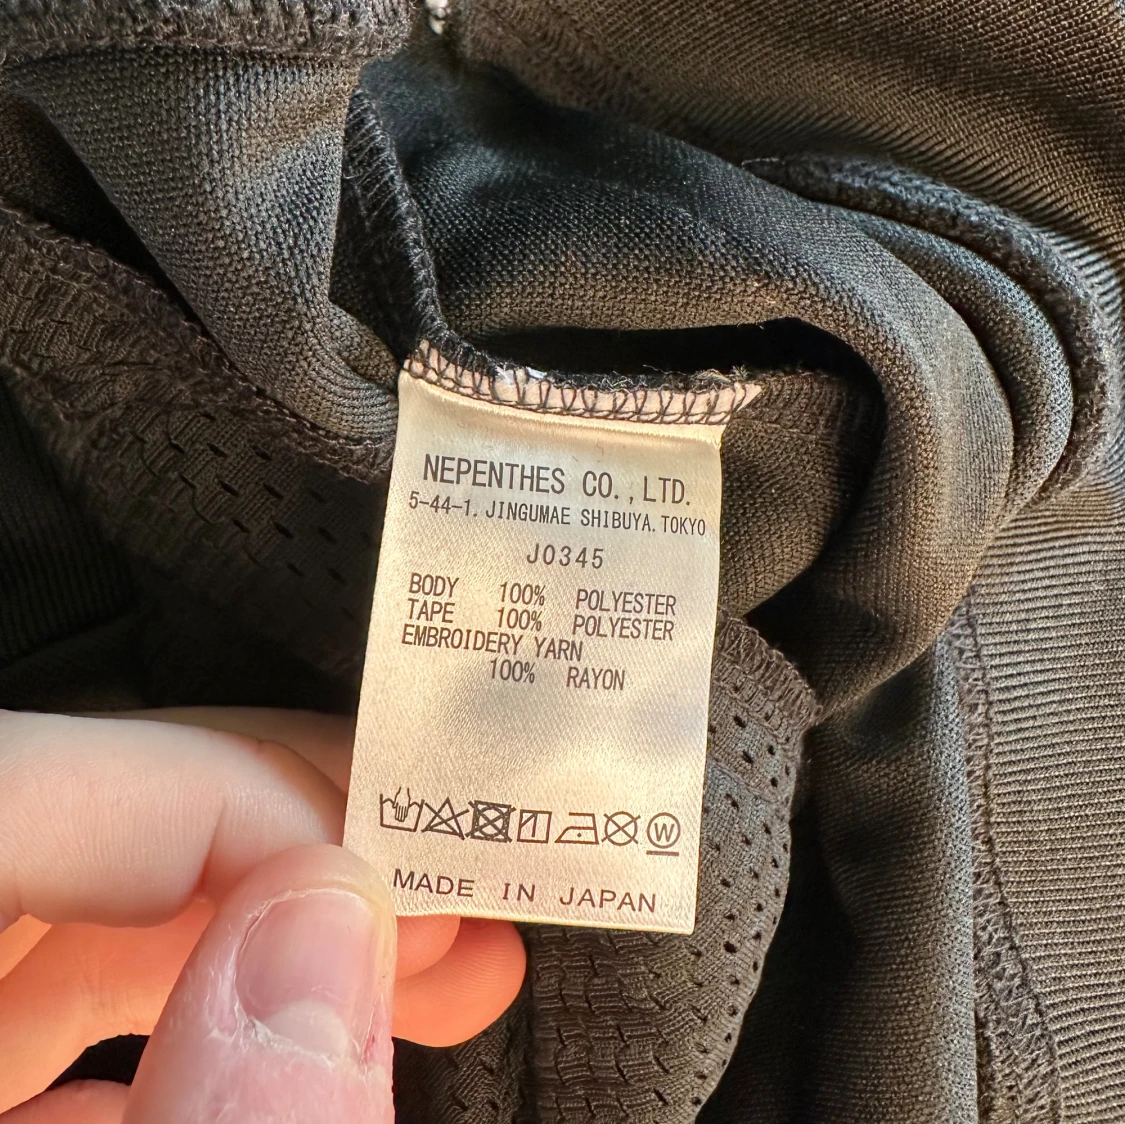 NEPENTHES CO.,LTD.
5-44-1. JINGUMAE SHIBUYA. TOKYO
J0345
BODY 100% POLYESTER
TAPE 100% POLYESTER
EMBROIDERY YARN
100% RAYON
W
MADE IN JAPAN